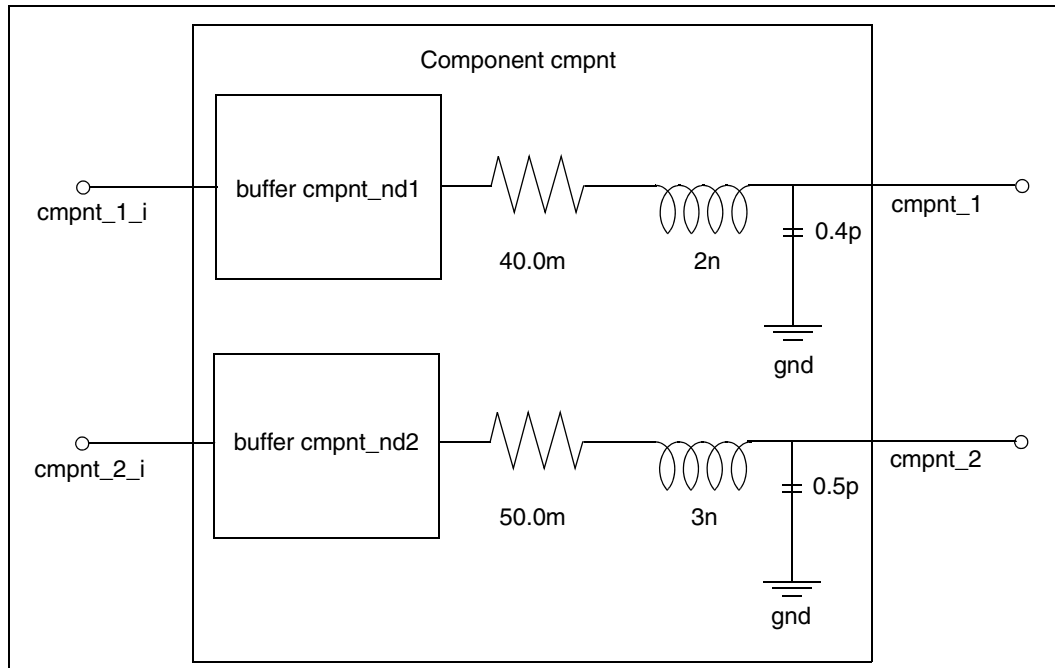 Component cmpnt
buffer cmpnt_nd1
cmpnt_1_i
cmpnt_1
0.4p
40.0m
2n
gnd
buffer cmpnt_nd2
cmpnt_2_i
cmpnt_2
0.5p
50.0m
3n
gnd